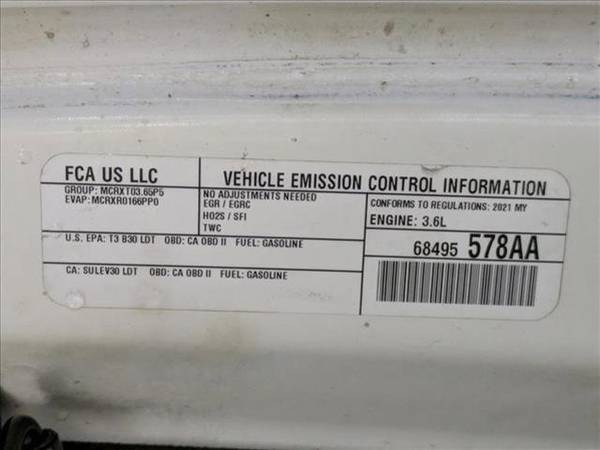 FCA US LLC
GROUP: MCRXT03.65P5
EVAP: MCRXR0166PP0
VEHICLE EMISSION CONTROL INFORMATION
NO ADJUSTMENTS NEEDED
EGR / EGRC
HO2S / SFI
TWC
CONFORMS TO REGULATIONS: 2021 MY
ENGINE: 3.6L
U.S. EPA: T3 B30 LDT OBD: CA OBD II FUEL: GASOLINE
68495 578AA
CA: SULEV30 LDT OBD: CA OBD II FUEL: GASOLINE